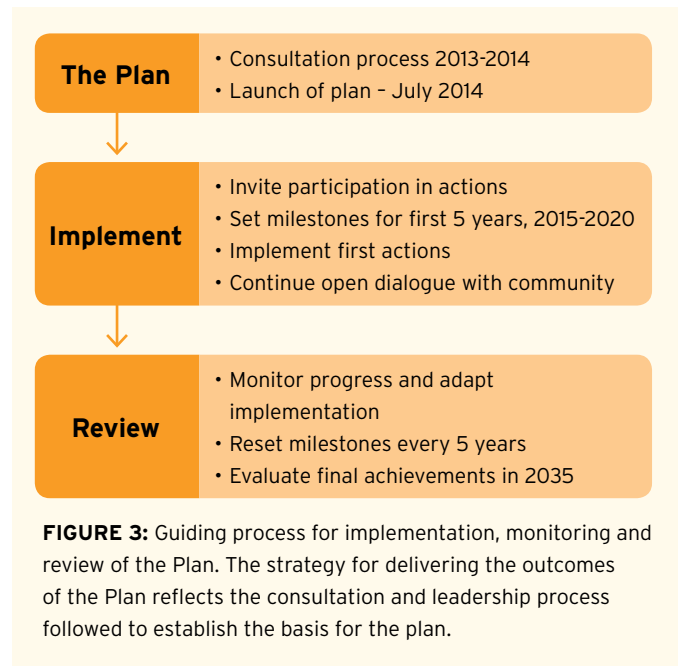 The Plan
• Consultation process 2013-2014
• Launch of plan – July 2014
Implement
• Invite participation in actions
• Set milestones for first 5 years, 2015-2020
• Implement first actions
• Continue open dialogue with community
Review
• Monitor progress and adapt
implementation
• Reset milestones every 5 years
• Evaluate final achievements in 2035
FIGURE 3: Guiding process for implementation, monitoring and
review of the Plan. The strategy for delivering the outcomes
of the Plan reflects the consultation and leadership process
followed to establish the basis for the plan.